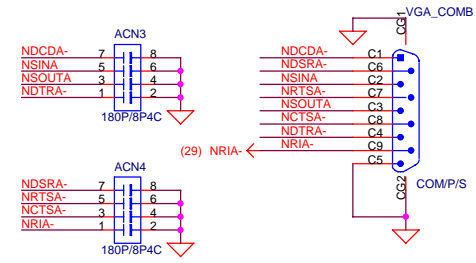 ACN3
NDCDA- 7 8
NSINA 5 6
NSOUTA 3 4
NDTRA- 1 2
180P/8P4C
ACN4
NDSRA- 7 8
NRTSA- 5 6
NCTSA- 3 4
NRIA- 1 2
180P/8P4C
VGA_COMB
CG1
NDCDA- C1
NDSRA- C6
NSINA C2
NRTSA- C7
NSOUTA C3
NCTSA- C8
NDTRA- C4
(29) NRIA- NRIA- C9
C5
CG2
COM/P/S